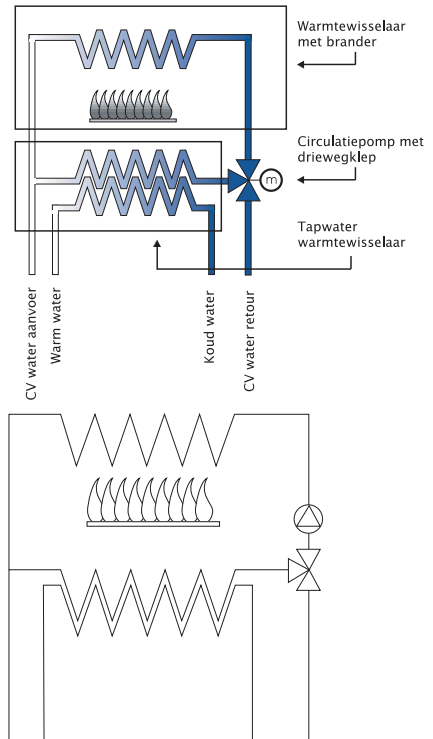 Warmtewisselaar
met brander
Circulatiepomp met
driewegklep
m
Tapwater
warmtewisselaar
CV water aanvoer
Warm water
Koud water
CV water retour